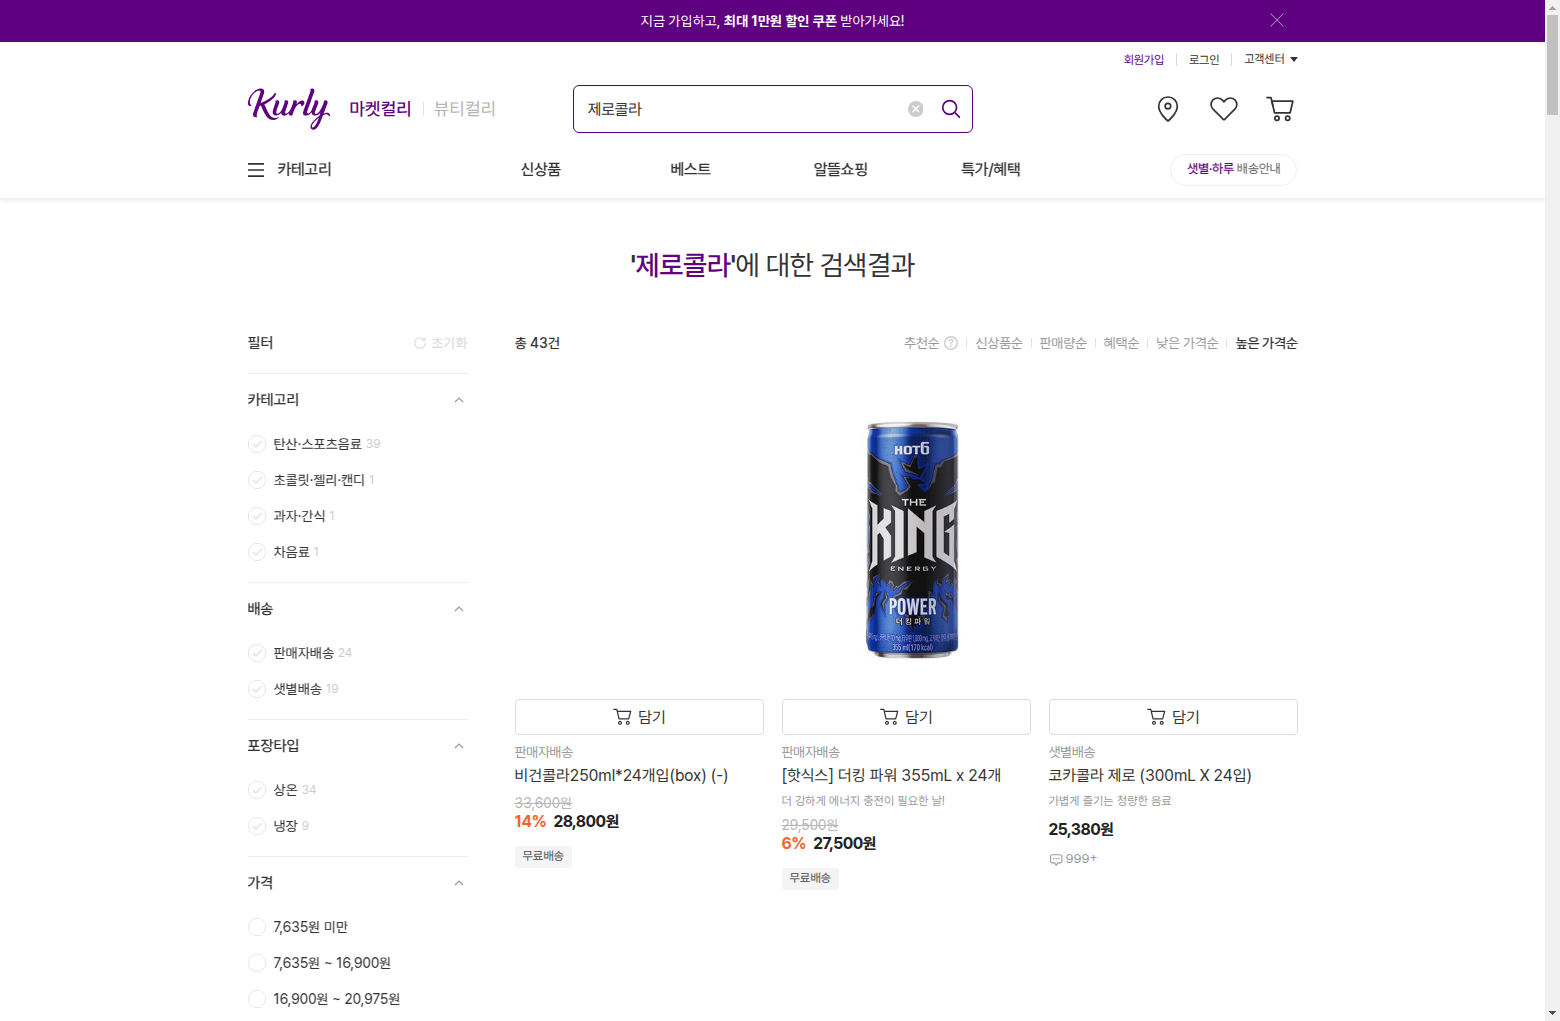 지금 가입하고, 최대 1만원 할인 쿠폰 받아가세요!
회원가입
로그인
고객센터
Kurly
마켓컬리
뷰티컬리
제로콜라
카테고리
신상품
베스트
알뜰쇼핑
특가/혜택
샛별·하루 배송안내
'제로콜라'에 대한 검색결과
필터
초기화
총 43건
추천순
신상품순
판매량순
혜택순
낮은 가격순
높은 가격순
카테고리
탄산·스포츠음료 39
초콜릿·젤리·캔디 1
과자·간식 1
차음료 1
배송
판매자배송 24
샛별배송 19
포장타입
상온 34
냉장 9
가격
7,635원 미만
7,635원 ~ 16,900원
16,900원 ~ 20,975원
담기
판매자배송
비건콜라250ml*24개입(box) (-)
33,600원
14% 28,800원
무료배송
HOT6
THE
KING
ENERGY
POWER
더킹파워
355 ml(170 kcal)
담기
판매자배송
[핫식스] 더킹 파워 355mL x 24개
더 강하게 에너지 충전이 필요한 날!
29,500원
6% 27,500원
무료배송
담기
샛별배송
코카콜라 제로 (300mL X 24입)
가볍게 즐기는 청량한 음료
25,380원
999+